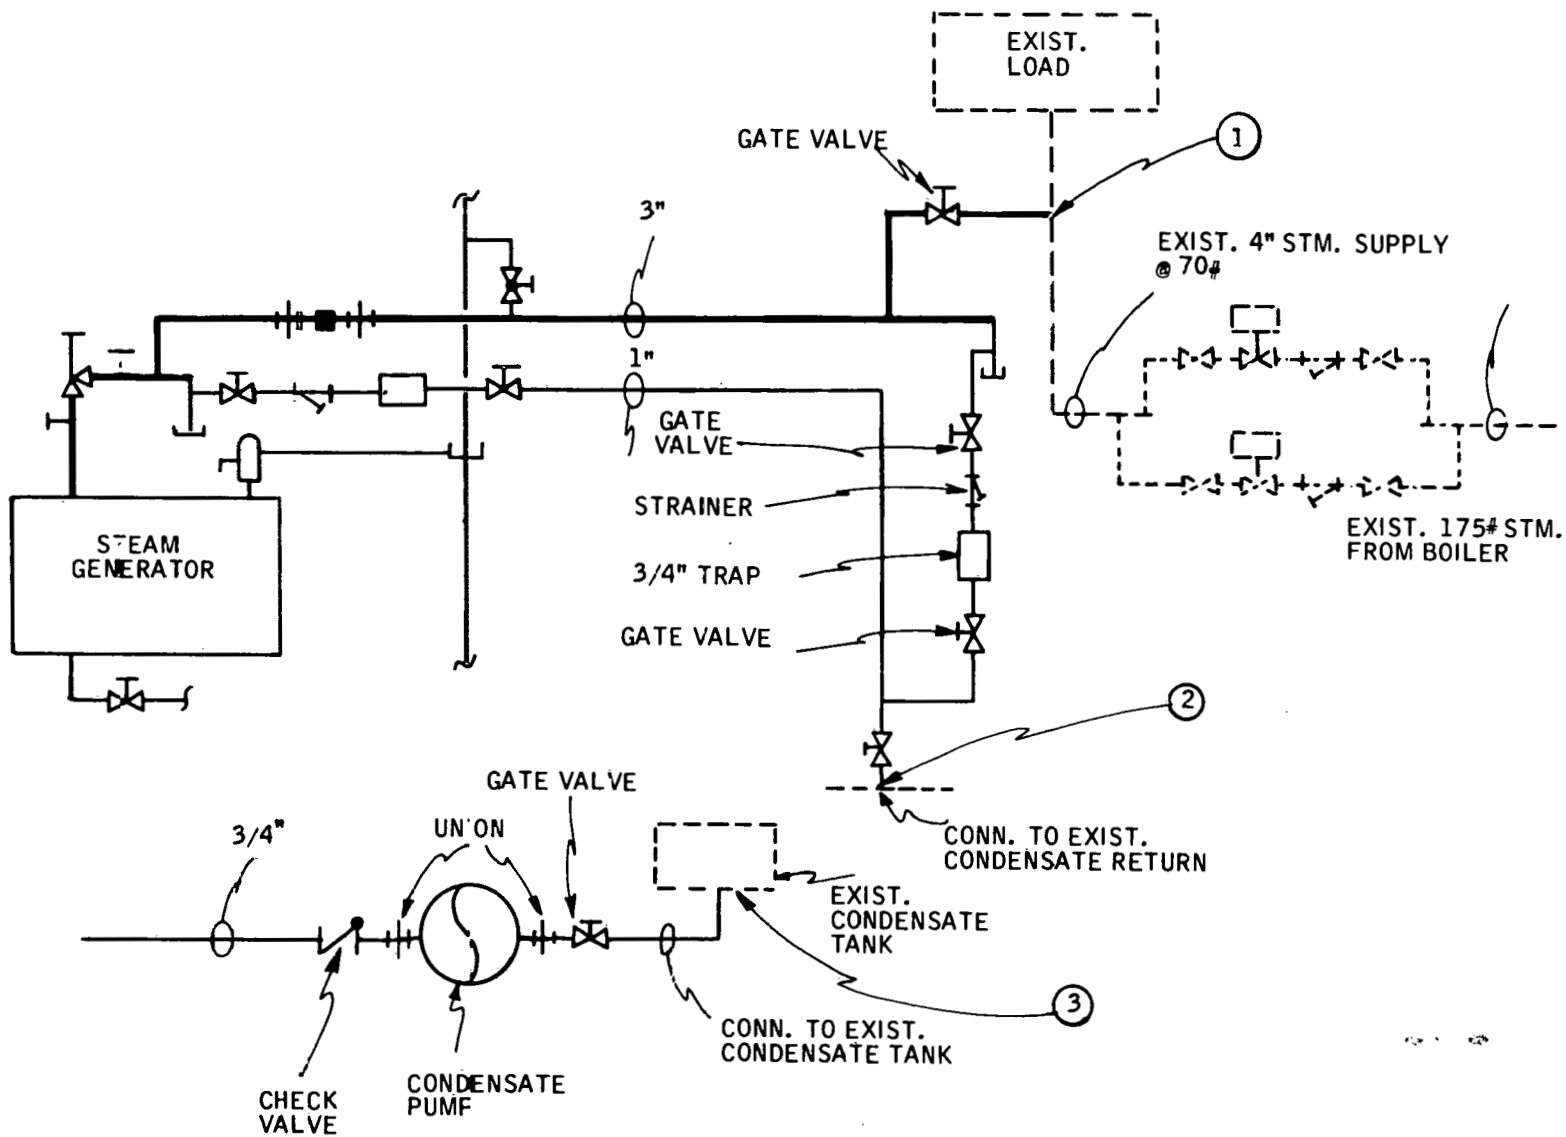 EXIST.
LOAD
GATE VALVE
1
3"
EXIST. 4" STM. SUPPLY
@ 70#
1"
GATE
VALVE
STRAINER
3/4" TRAP
GATE VALVE
STEAM
GENERATOR
EXIST. 175# STM.
FROM BOILER
2
GATE VALVE
3/4"
UNION
CONN. TO EXIST.
CONDENSATE RETURN
EXIST.
CONDENSATE
TANK
3
CONN. TO EXIST.
CONDENSATE TANK
CONDENSATE
PUMP
CHECK
VALVE